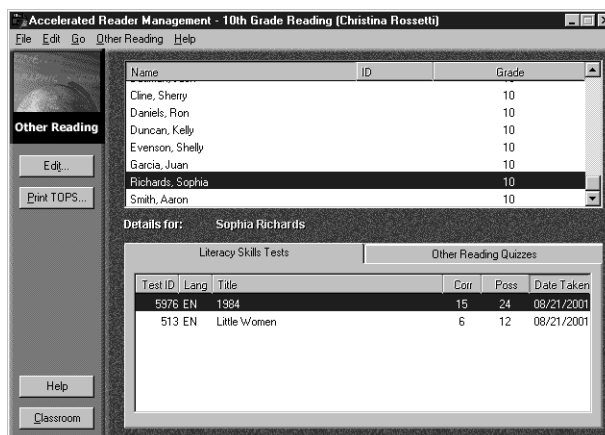 Accelerated Reader Management - 10th Grade Reading (Christina Rossetti)
File Edit Go Other Reading Help
Name ID Grade
Cline, Sherry 10
Daniels, Ron 10
Duncan, Kelly 10
Evenson, Shelly 10
Garcia, Juan 10
Richards, Sophia 10
Smith, Aaron 10
Other Reading
Edit...
Print TOPS...
Details for: Sophia Richards
Literacy Skills Tests Other Reading Quizzes
Test ID Lang Title Corr Poss Date Taken
5976 EN 1984 15 24 08/21/2001
513 EN Little Women 6 12 08/21/2001
Help
Classroom